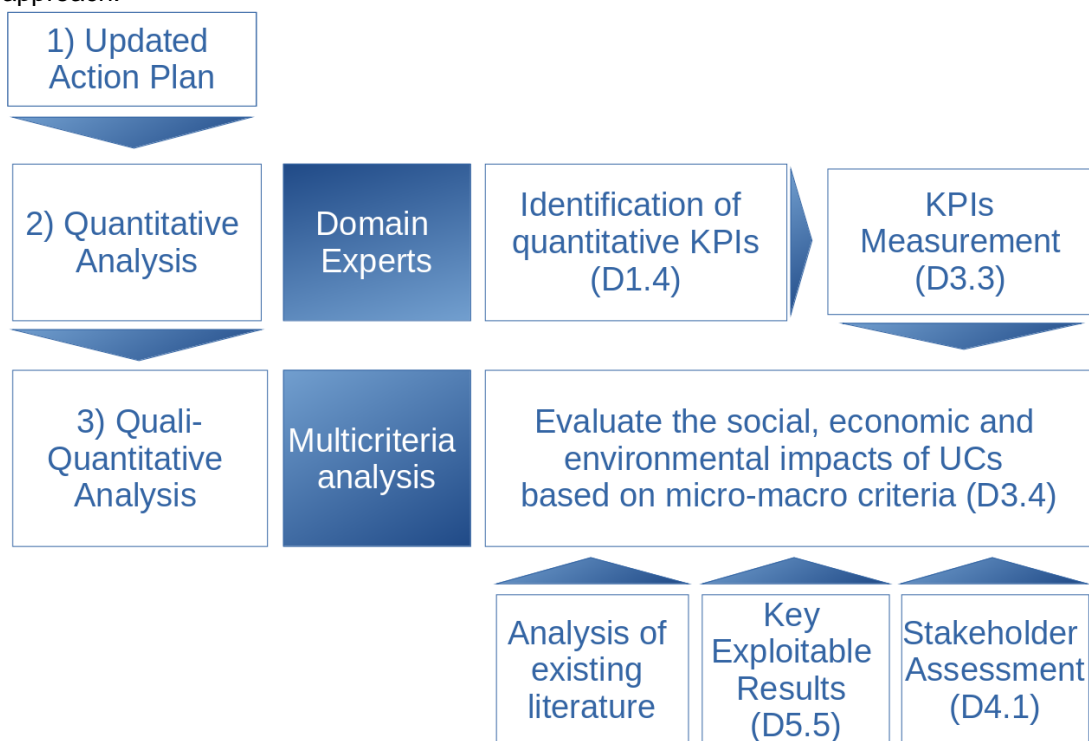 approach.
1) Updated
Action Plan
2) Quantitative
Analysis
Domain
Experts
Identification of
quantitative KPIs
(D1.4)
KPIs
Measurement
(D3.3)
3) Quali-
Quantitative
Analysis
Multicriteria
analysis
Evaluate the social, economic and
environmental impacts of UCs
based on micro-macro criteria (D3.4)
Analysis of
existing
literature
Key
Exploitable
Results
(D5.5)
Stakeholder
Assessment
(D4.1)